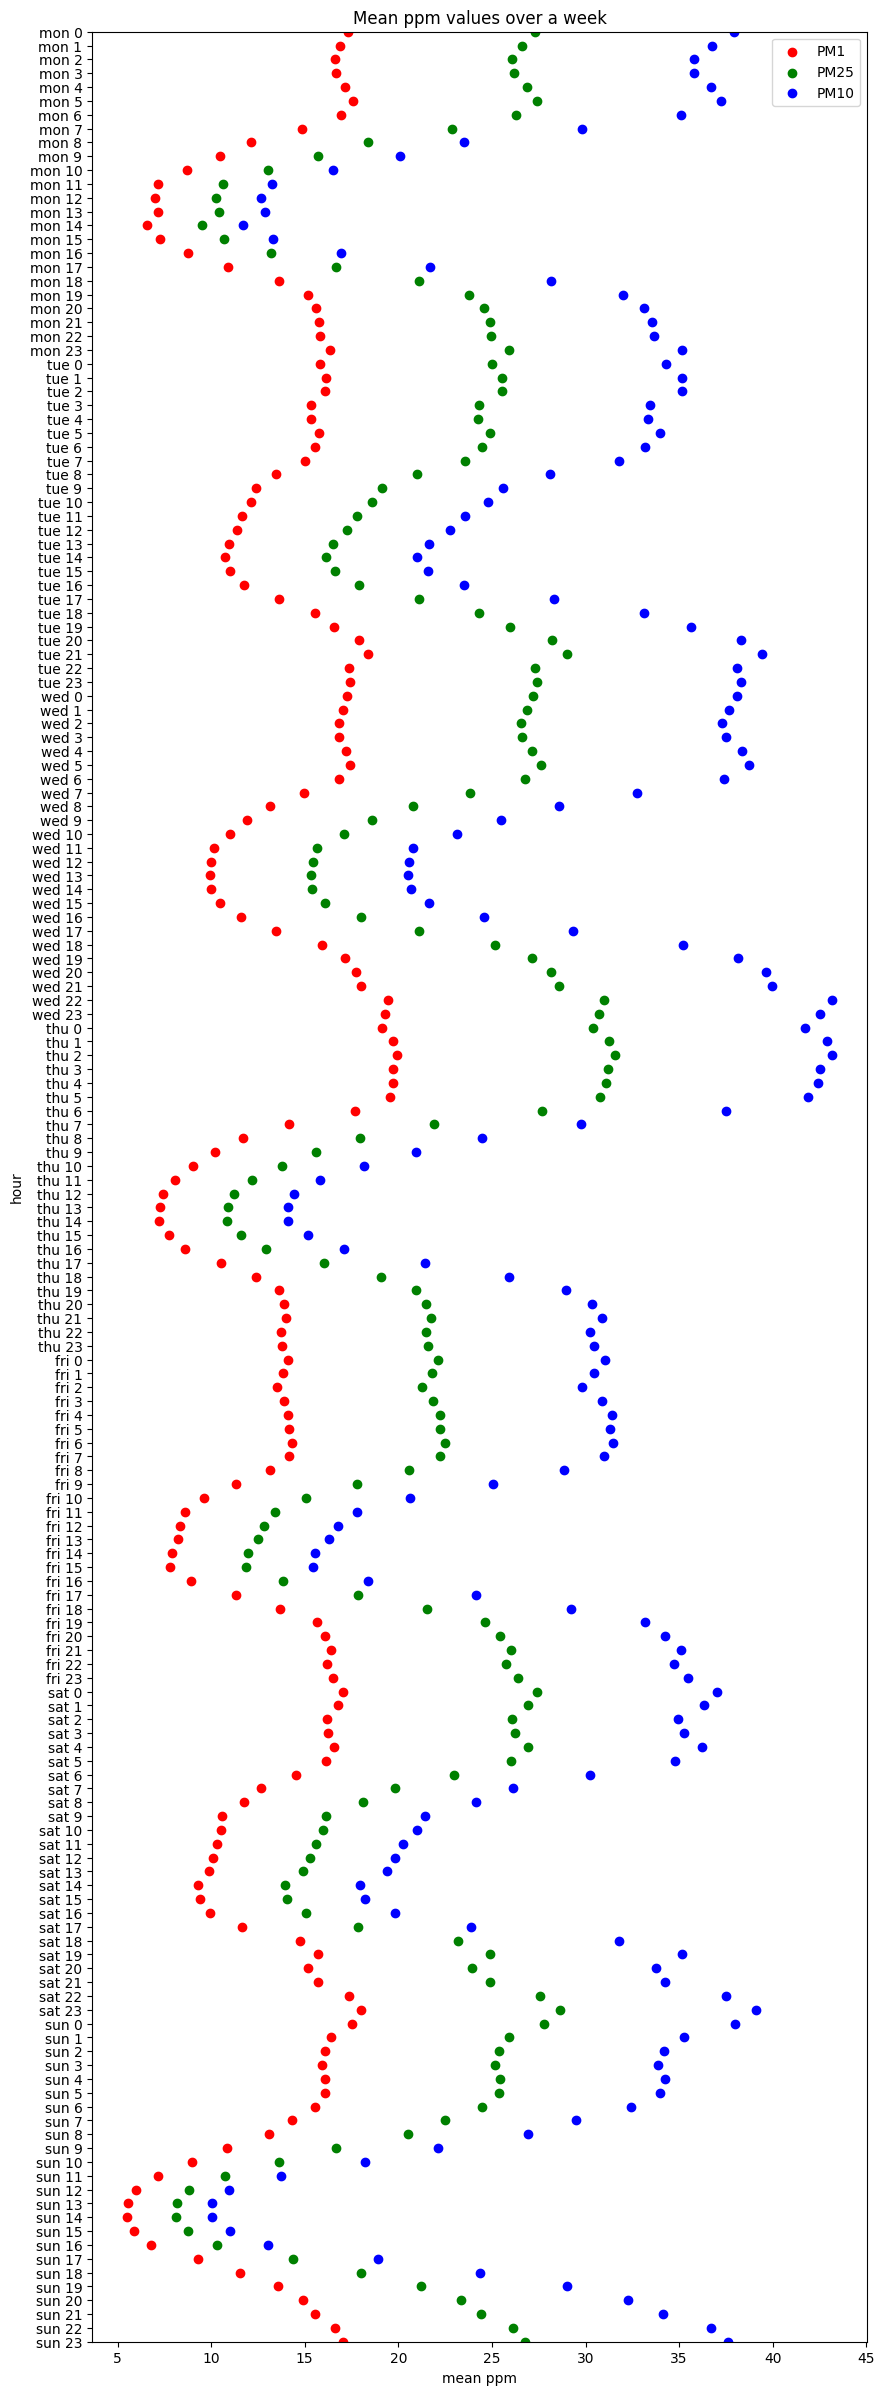 Mean ppm values over a week
PM1
PM25
PM10
mon 0
mon 1
mon 2
mon 3
mon 4
mon 5
mon 6
mon 7
mon 8
mon 9
mon 10
mon 11
mon 12
mon 13
mon 14
mon 15
mon 16
mon 17
mon 18
mon 19
mon 20
mon 21
mon 22
mon 23
tue 0
tue 1
tue 2
tue 3
tue 4
tue 5
tue 6
tue 7
tue 8
tue 9
tue 10
tue 11
tue 12
tue 13
tue 14
tue 15
tue 16
tue 17
tue 18
tue 19
tue 20
tue 21
tue 22
tue 23
wed 0
wed 1
wed 2
wed 3
wed 4
wed 5
wed 6
wed 7
wed 8
wed 9
wed 10
wed 11
wed 12
wed 13
wed 14
wed 15
wed 16
wed 17
wed 18
wed 19
wed 20
wed 21
wed 22
wed 23
thu 0
thu 1
thu 2
thu 3
thu 4
thu 5
thu 6
thu 7
thu 8
thu 9
thu 10
thu 11
thu 12
thu 13
thu 14
thu 15
thu 16
thu 17
thu 18
thu 19
thu 20
thu 21
thu 22
thu 23
fri 0
fri 1
fri 2
fri 3
fri 4
fri 5
fri 6
fri 7
fri 8
fri 9
fri 10
fri 11
fri 12
fri 13
fri 14
fri 15
fri 16
fri 17
fri 18
fri 19
fri 20
fri 21
fri 22
fri 23
sat 0
sat 1
sat 2
sat 3
sat 4
sat 5
sat 6
sat 7
sat 8
sat 9
sat 10
sat 11
sat 12
sat 13
sat 14
sat 15
sat 16
sat 17
sat 18
sat 19
sat 20
sat 21
sat 22
sat 23
sun 0
sun 1
sun 2
sun 3
sun 4
sun 5
sun 6
sun 7
sun 8
sun 9
sun 10
sun 11
sun 12
sun 13
sun 14
sun 15
sun 16
sun 17
sun 18
sun 19
sun 20
sun 21
sun 22
sun 23
hour
5 10 15 20 25 30 35 40 45
mean ppm